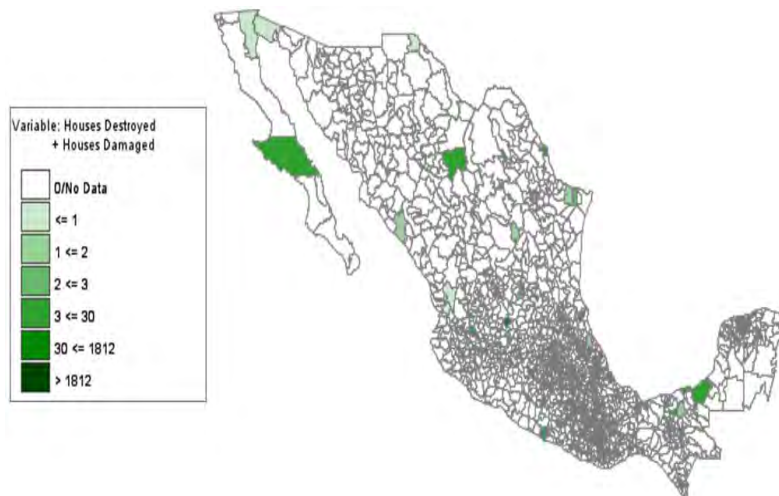 Variable: Houses Destroyed
+ Houses Damaged
0/No Data
<= 1
1 <= 2
2 <= 3
3 <= 30
30 <= 1812
> 1812